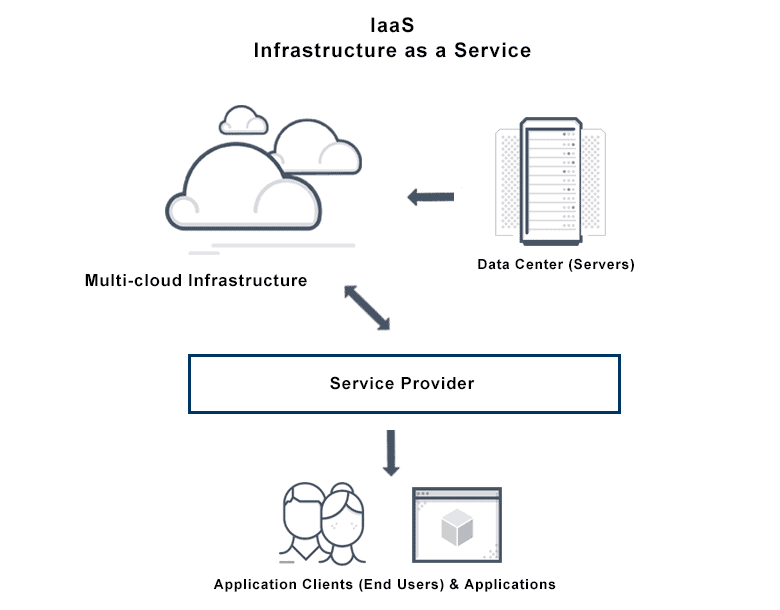 IaaS
Infrastructure as a Service
Multi-cloud Infrastructure
Data Center (Servers)
Service Provider
Application Clients (End Users) & Applications